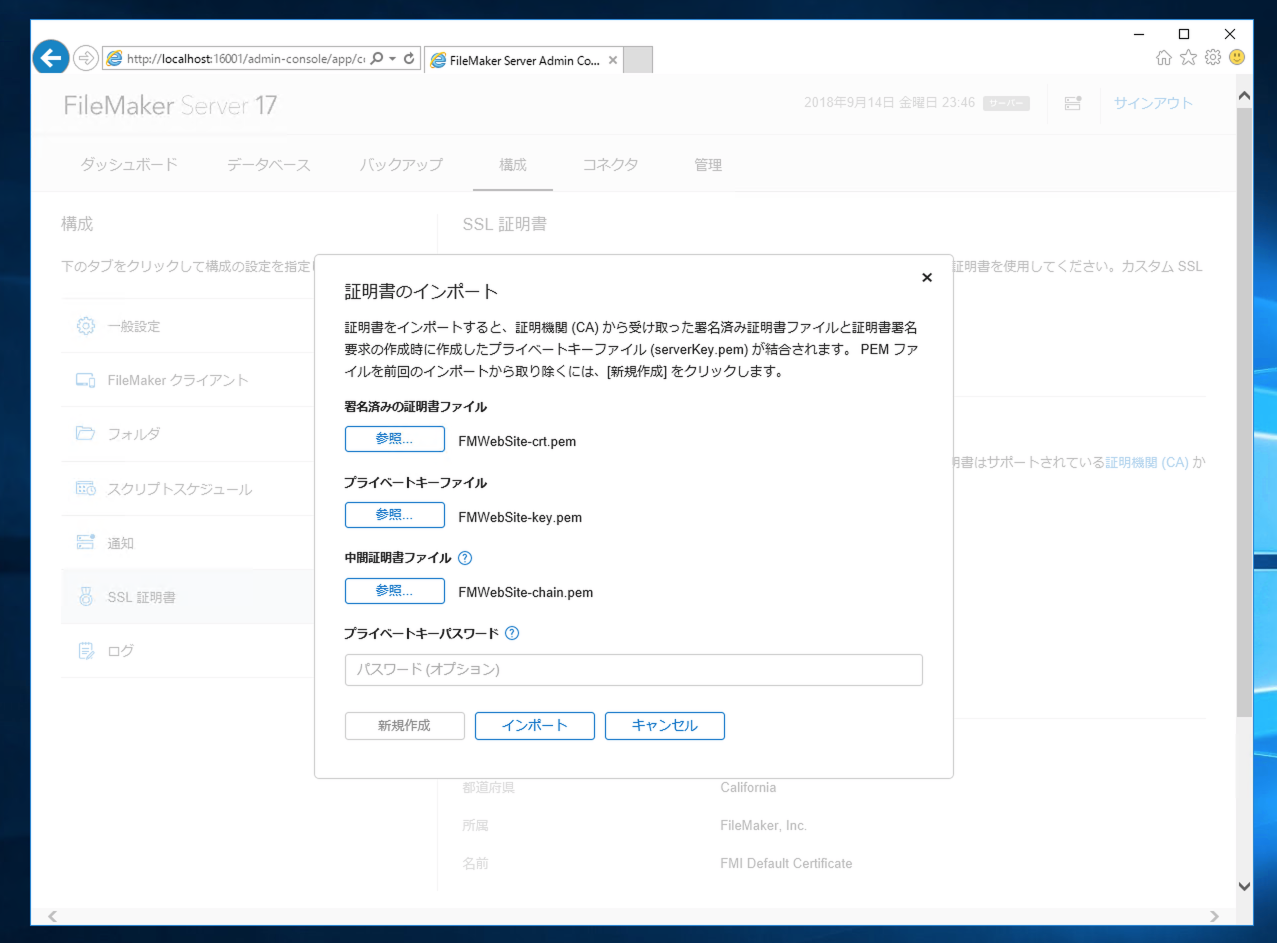 http://localhost:16001/admin-console/app/c
FileMaker Server Admin Co...
FileMaker Server 17
2018年9月14日 金曜日 23:46 サーバー
サインアウト
ダッシュボード データベース バックアップ 構成 コネクタ 管理
構成
SSL 証明書
下のタブをクリックして構成の設定を指定
証明書を使用してください。カスタム SSL
一般設定
FileMaker クライアント
フォルダ
スクリプトスケジュール
通知
SSL 証明書
ログ
明書はサポートされている証明機関 (CA) か
証明書のインポート
証明書をインポートすると、証明機関 (CA) から受け取った署名済み証明書ファイルと証明書署名
要求の作成時に作成したプライベートキーファイル (serverKey.pem) が結合されます。 PEM ファ
イルを前回のインポートから取り除くには、[新規作成] をクリックします。
署名済みの証明書ファイル
参照... FMWebSite-crt.pem
プライベートキーファイル
参照... FMWebSite-key.pem
中間証明書ファイル ?
参照... FMWebSite-chain.pem
プライベートキーパスワード ?
パスワード (オプション)
新規作成 インポート キャンセル
都道府県 California
所属 FileMaker, Inc.
名前 FMI Default Certificate